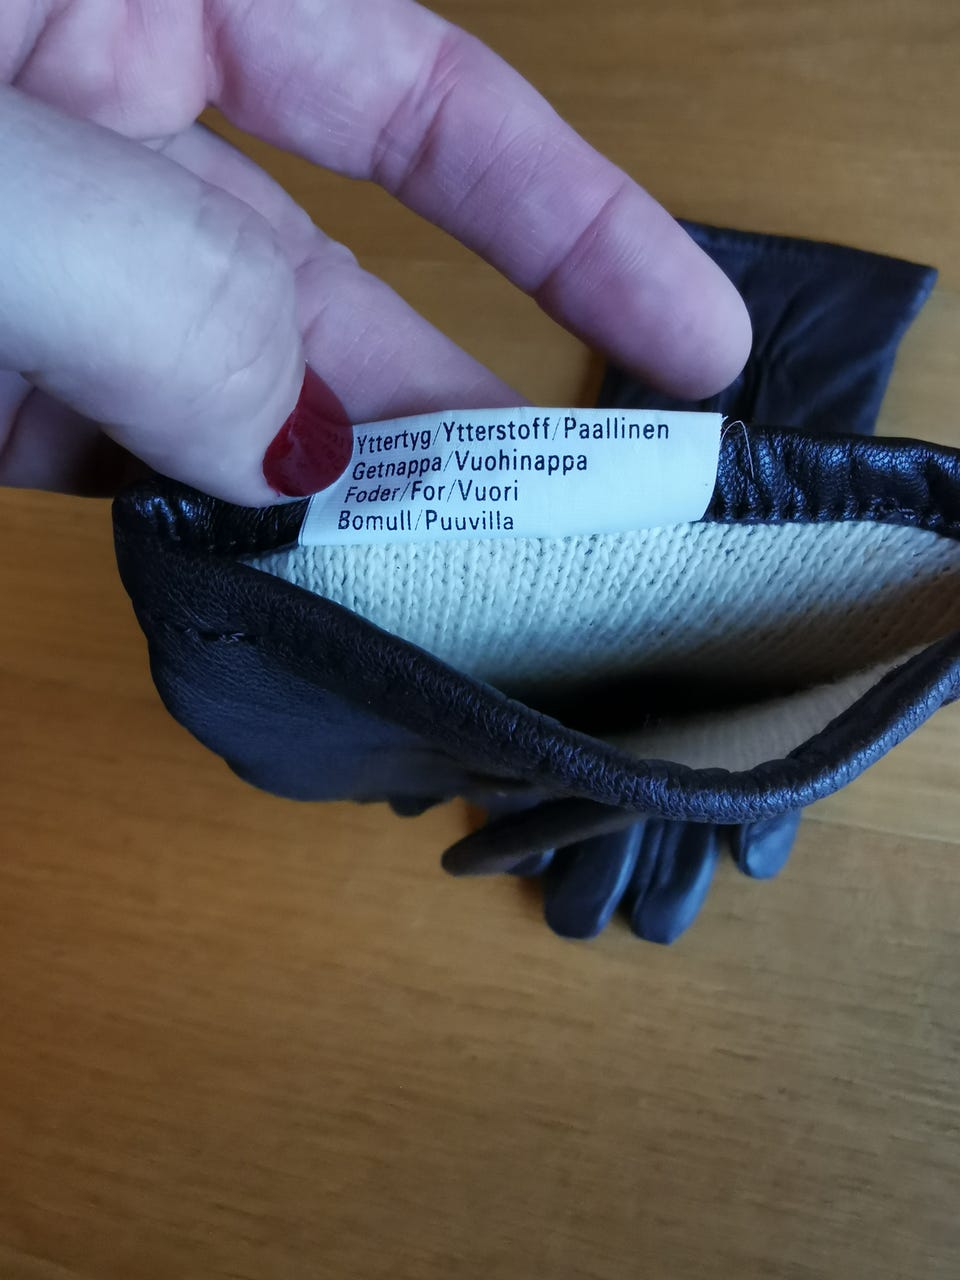 Yttertyg/Ytterstoff/Paallinen
Getnappa/Vuohinappa
Foder/For/Vuori
Bomull/Puuvilla